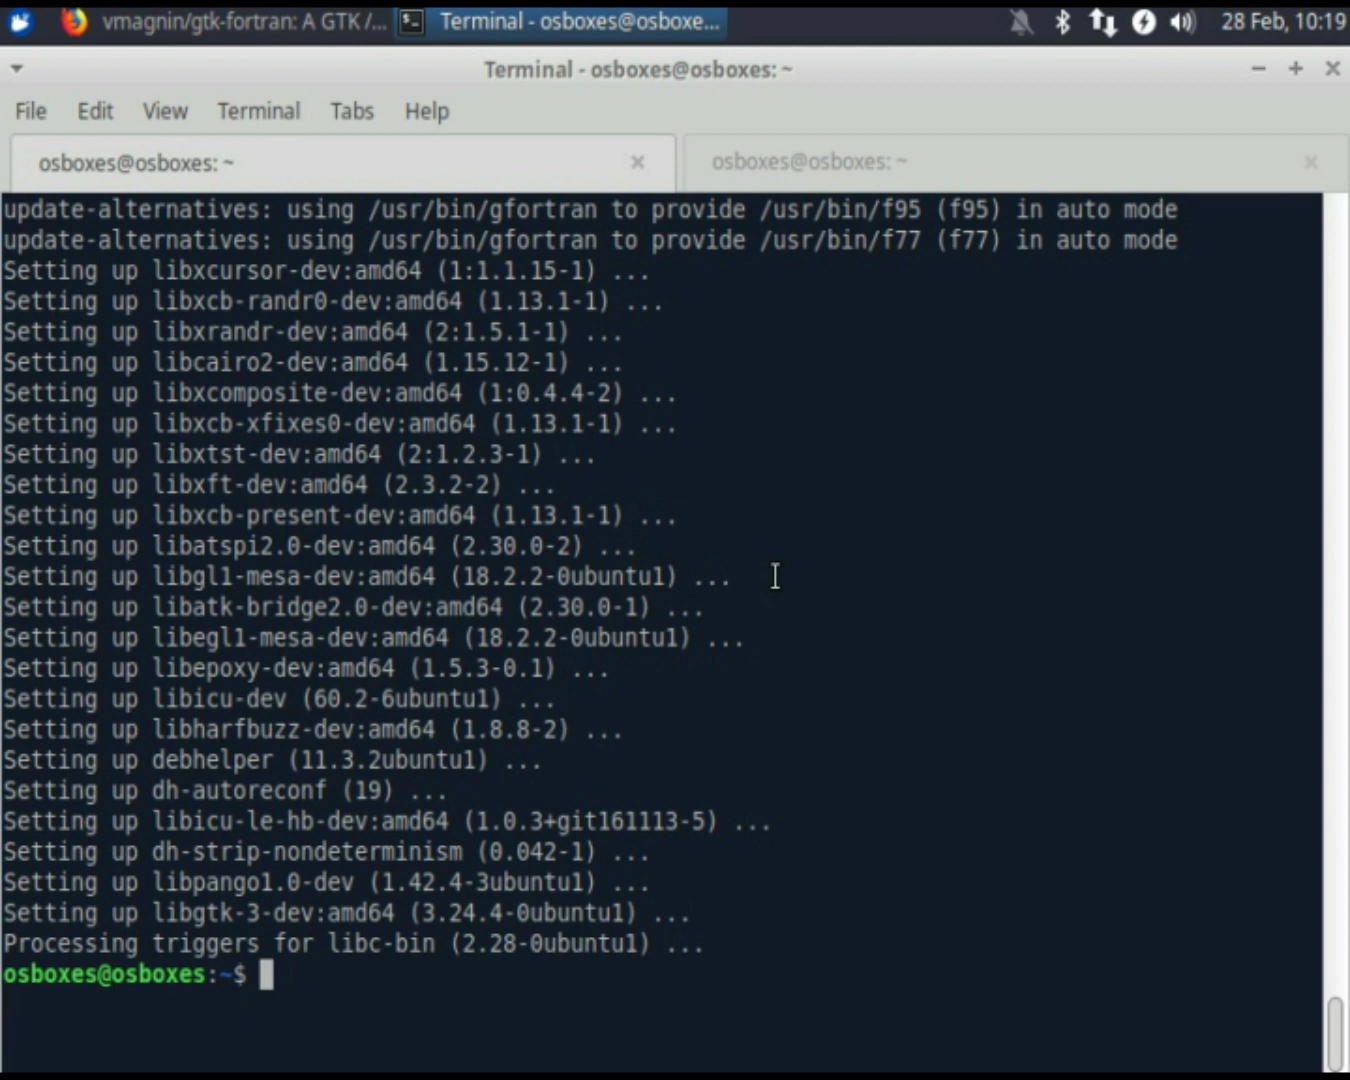 vmagnin/gtk-fortran: A GTK /... Terminal - osboxes@osboxe... 28 Feb, 10:19
Terminal - osboxes@osboxes: ~
File Edit View Terminal Tabs Help
osboxes@osboxes: ~ osboxes@osboxes: ~
update-alternatives: using /usr/bin/gfortran to provide /usr/bin/f95 (f95) in auto mode
update-alternatives: using /usr/bin/gfortran to provide /usr/bin/f77 (f77) in auto mode
Setting up libxcursor-dev:amd64 (1:1.1.15-1) ...
Setting up libxcb-randr0-dev:amd64 (1.13.1-1) ...
Setting up libxrandr-dev:amd64 (2:1.5.1-1) ...
Setting up libcairo2-dev:amd64 (1.15.12-1) ...
Setting up libxcomposite-dev:amd64 (1:0.4.4-2) ...
Setting up libxcb-xfixes0-dev:amd64 (1.13.1-1) ...
Setting up libxtst-dev:amd64 (2:1.2.3-1) ...
Setting up libxft-dev:amd64 (2.3.2-2) ...
Setting up libxcb-present-dev:amd64 (1.13.1-1) ...
Setting up libatspi2.0-dev:amd64 (2.30.0-2) ...
Setting up libgl1-mesa-dev:amd64 (18.2.2-0ubuntu1) ...
Setting up libatk-bridge2.0-dev:amd64 (2.30.0-1) ...
Setting up libegl1-mesa-dev:amd64 (18.2.2-0ubuntu1) ...
Setting up libepoxy-dev:amd64 (1.5.3-0.1) ...
Setting up libicu-dev (60.2-6ubuntu1) ...
Setting up libharfbuzz-dev:amd64 (1.8.8-2) ...
Setting up debhelper (11.3.2ubuntu1) ...
Setting up dh-autoreconf (19) ...
Setting up libicu-le-hb-dev:amd64 (1.0.3+git161113-5) ...
Setting up dh-strip-nondeterminism (0.042-1) ...
Setting up libpango1.0-dev (1.42.4-3ubuntu1) ...
Setting up libgtk-3-dev:amd64 (3.24.4-0ubuntu1) ...
Processing triggers for libc-bin (2.28-0ubuntu1) ...
osboxes@osboxes:~$